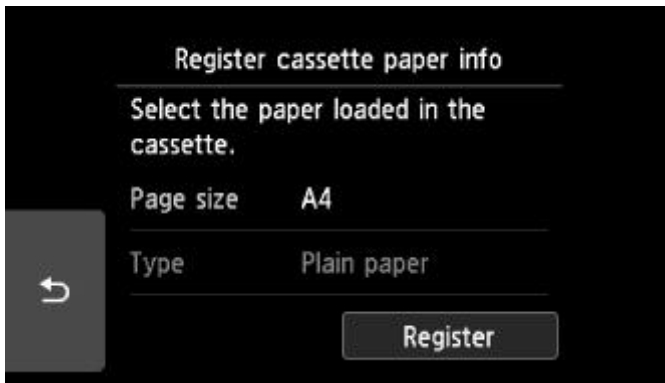 Register cassette paper info
Select the paper loaded in the
cassette.
Page size A4
Type Plain paper
Register